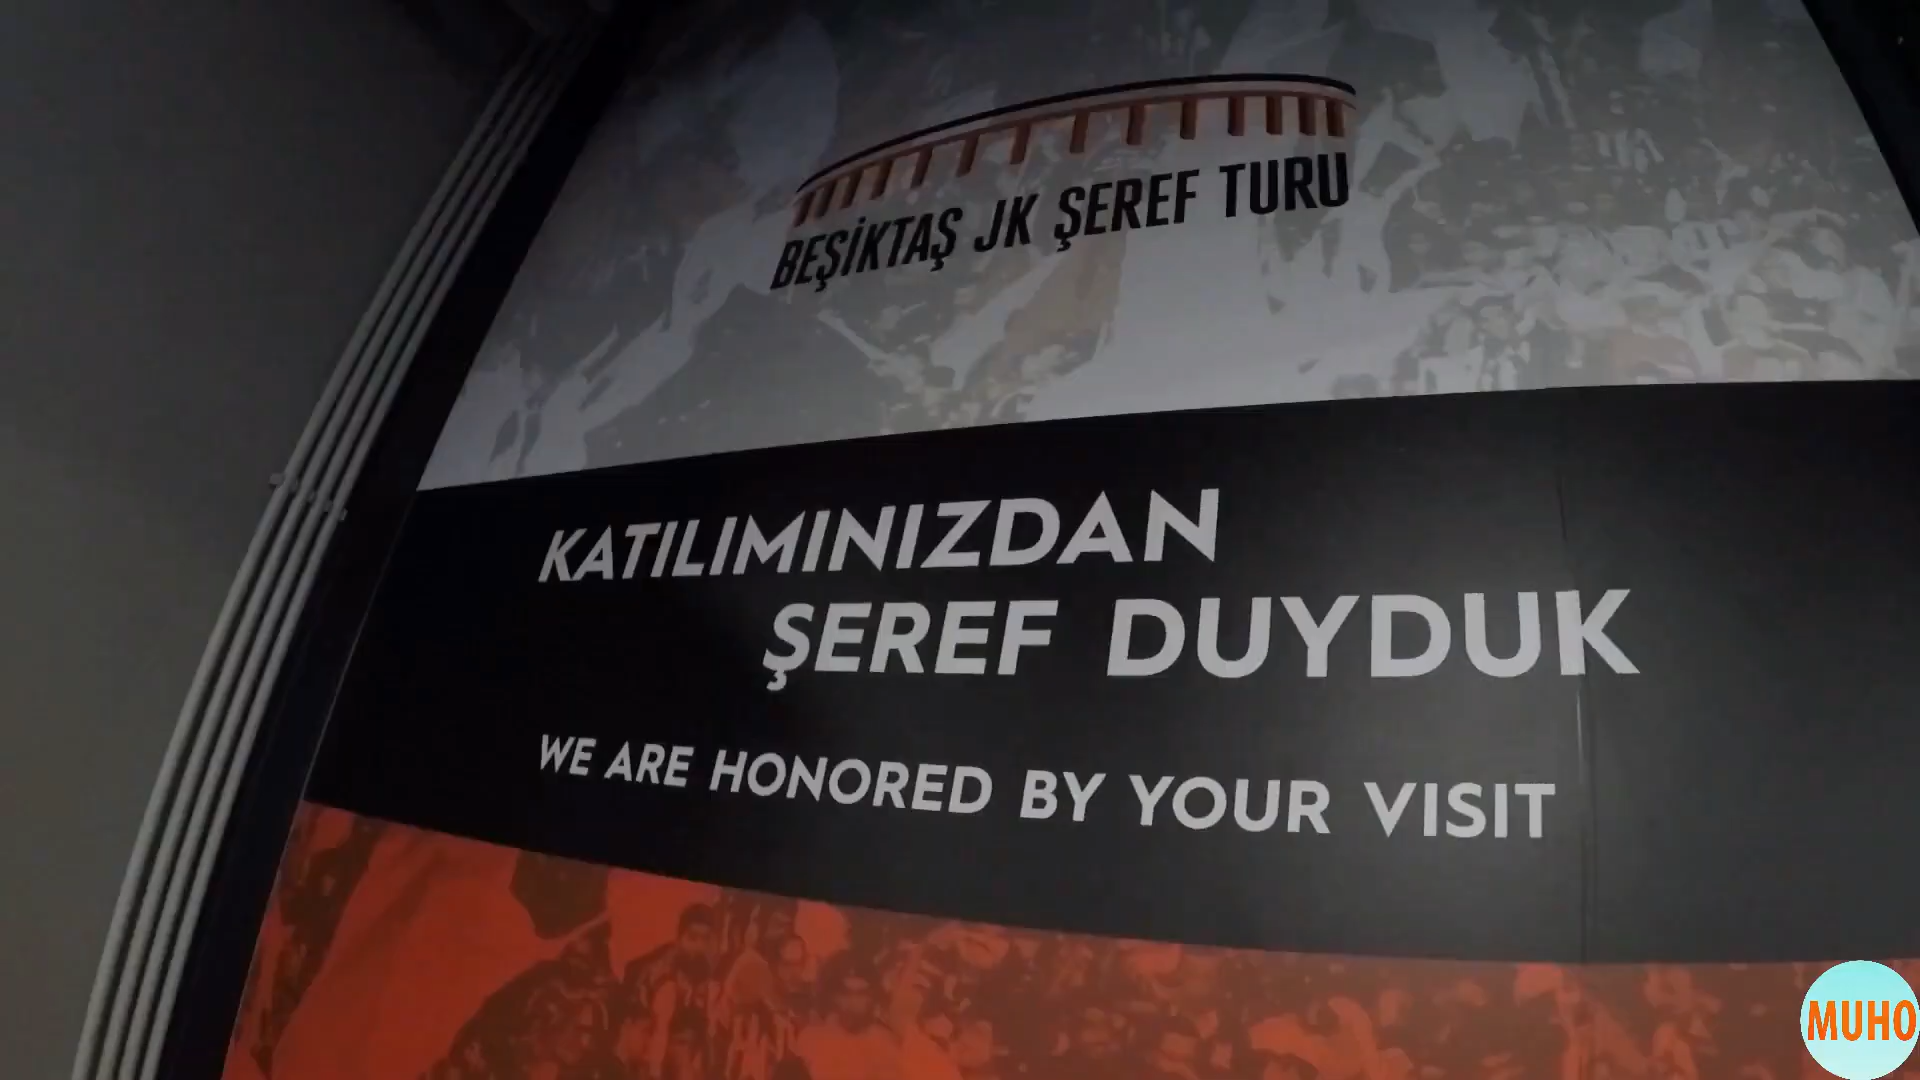 BEŞİKTAŞ JK ŞEREF TURU
KATILIMINIZDAN
ŞEREF DUYDUK
WE ARE HONORED BY YOUR VISIT
MUHO